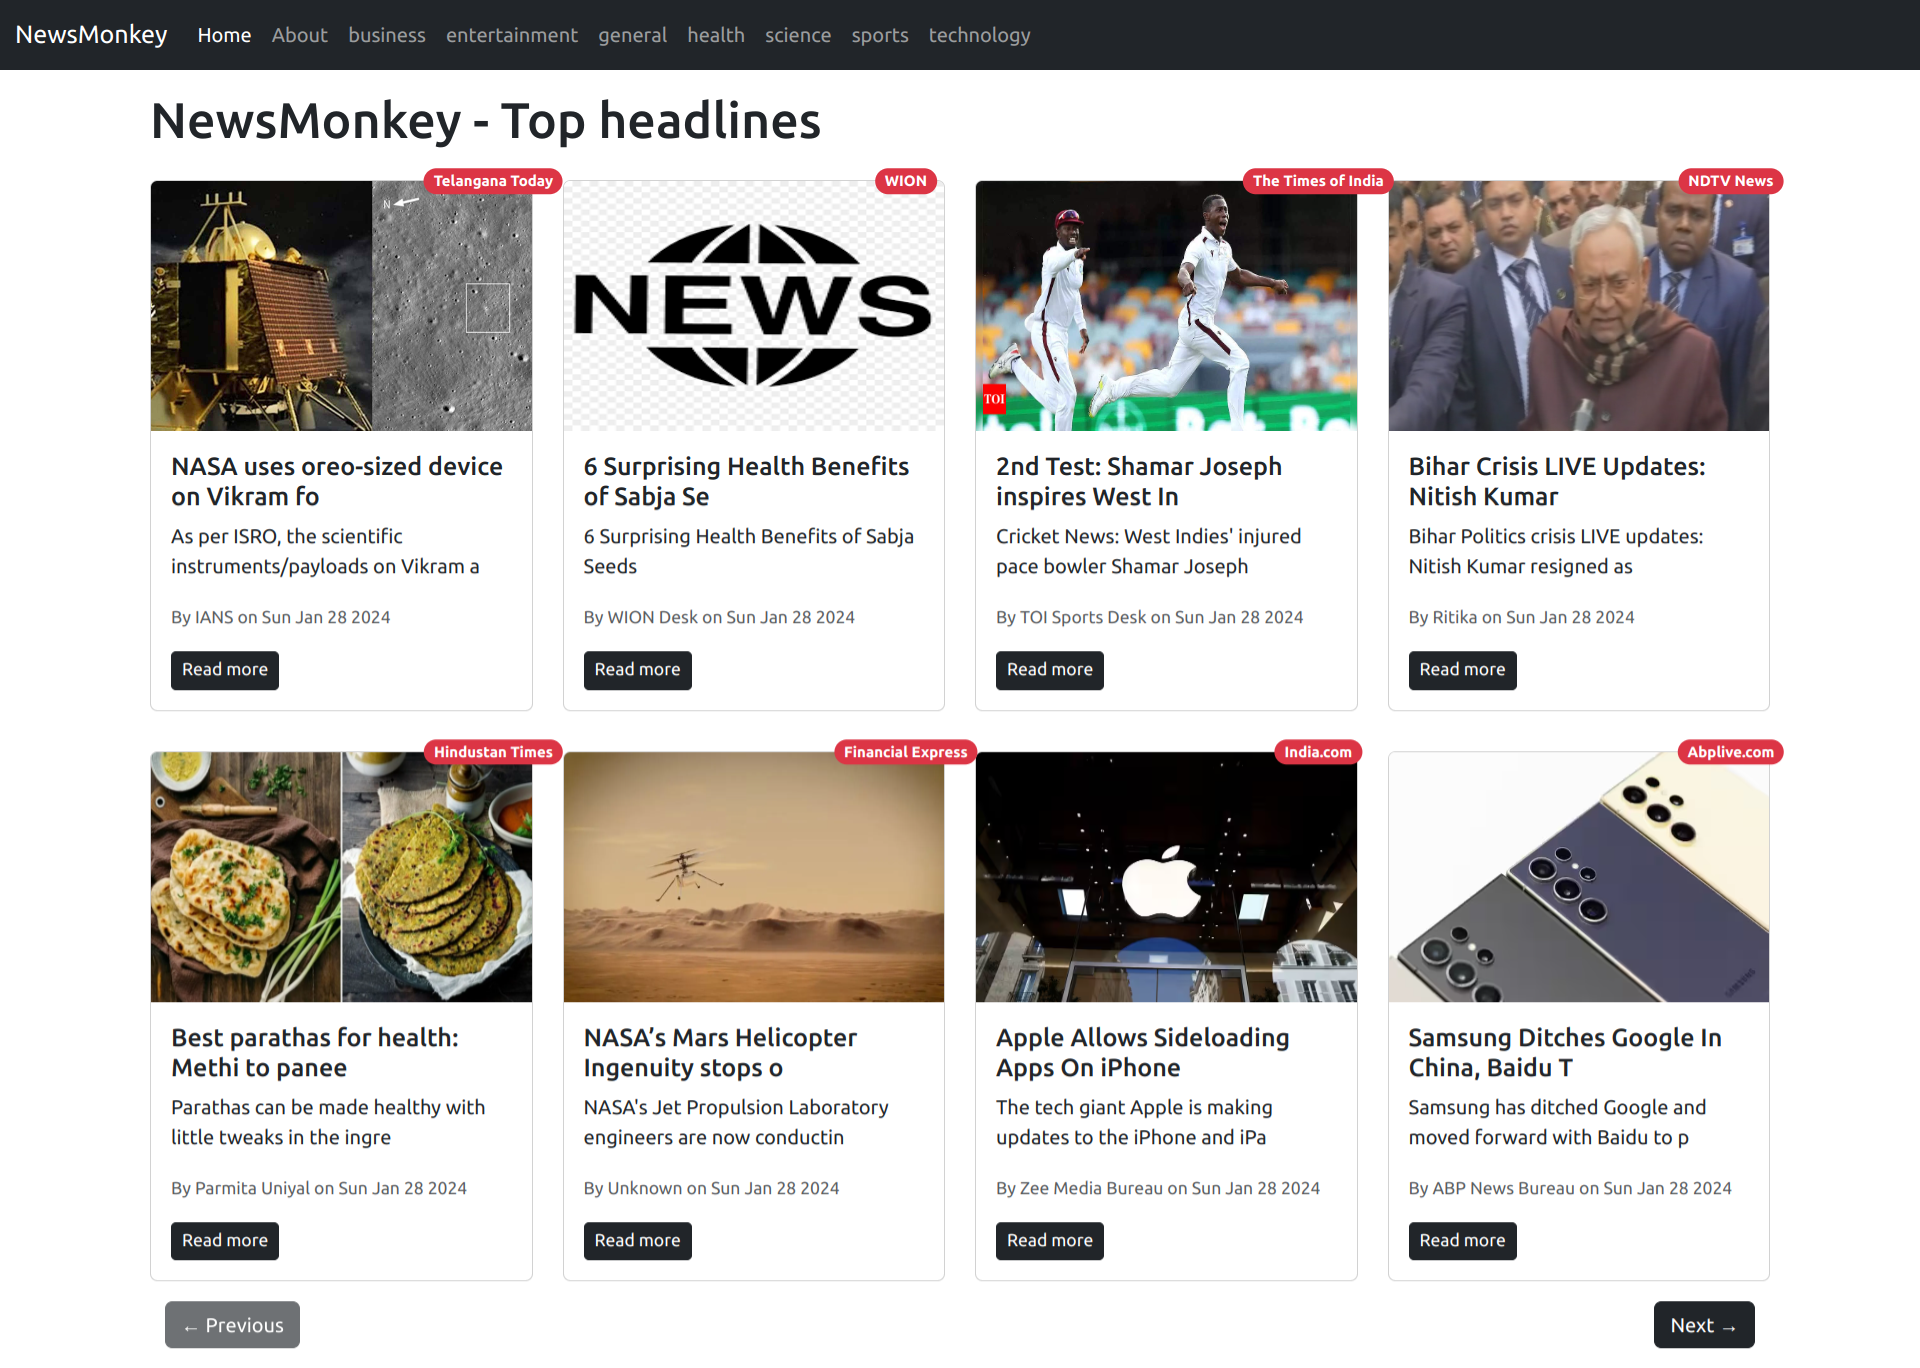 NewsMonkey Home About business entertainment general health science sports technology
NewsMonkey - Top headlines
Telangana Today
N
NASA uses oreo-sized device
on Vikram fo
As per ISRO, the scientific
instruments/payloads on Vikram a
By IANS on Sun Jan 28 2024
Read more
WION
NEWS
6 Surprising Health Benefits
of Sabja Se
6 Surprising Health Benefits of Sabja
Seeds
By WION Desk on Sun Jan 28 2024
Read more
The Times of India
TOI
2nd Test: Shamar Joseph
inspires West In
Cricket News: West Indies' injured
pace bowler Shamar Joseph
By TOI Sports Desk on Sun Jan 28 2024
Read more
NDTV News
Bihar Crisis LIVE Updates:
Nitish Kumar
Bihar Politics crisis LIVE updates:
Nitish Kumar resigned as
By Ritika on Sun Jan 28 2024
Read more
Hindustan Times
Best parathas for health:
Methi to panee
Parathas can be made healthy with
little tweaks in the ingre
By Parmita Uniyal on Sun Jan 28 2024
Read more
Financial Express
NASA’s Mars Helicopter
Ingenuity stops o
NASA's Jet Propulsion Laboratory
engineers are now conductin
By Unknown on Sun Jan 28 2024
Read more
India.com
Apple Allows Sideloading
Apps On iPhone
The tech giant Apple is making
updates to the iPhone and iPa
By Zee Media Bureau on Sun Jan 28 2024
Read more
Abplive.com
SAMSUNG
Samsung Ditches Google In
China, Baidu T
Samsung has ditched Google and
moved forward with Baidu to p
By ABP News Bureau on Sun Jan 28 2024
Read more
← Previous
Next →